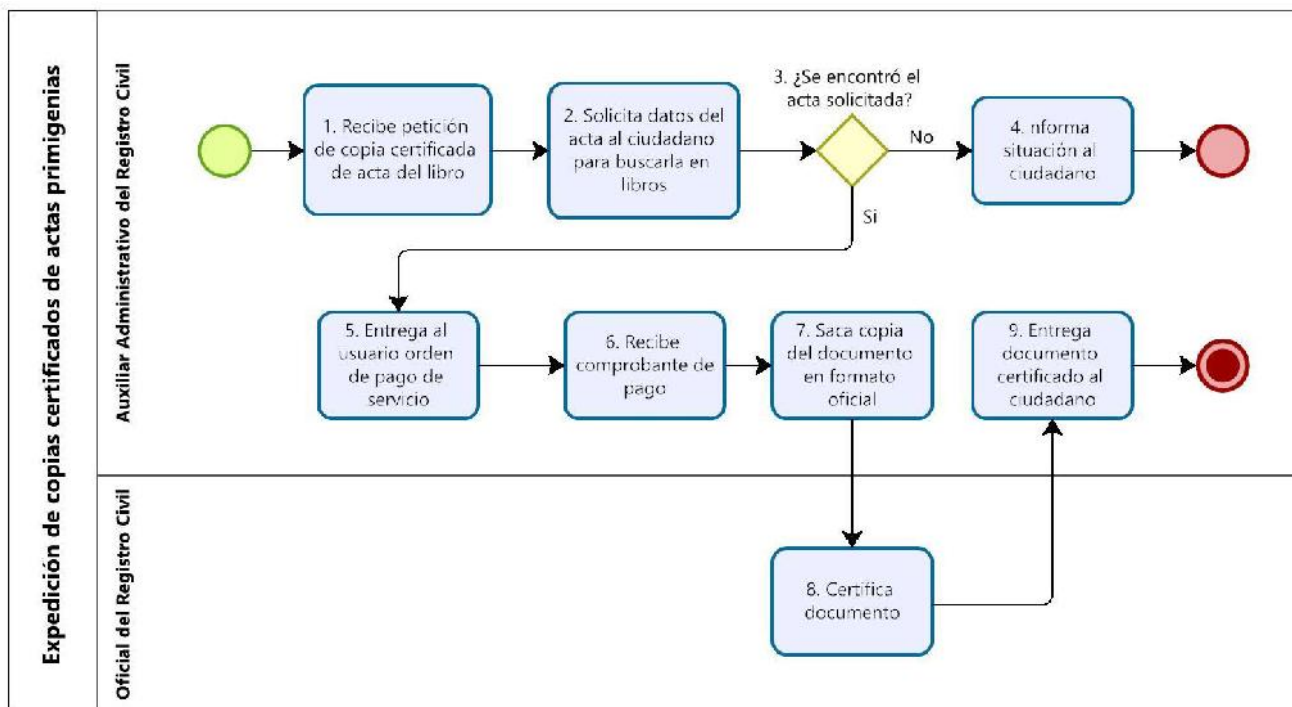 Expedición de copias certificados de actas primigenias
Auxiliar Administrativo del Registro Civil
1. Recibe petición
de copia certificada
de acta del libro
2. Solicita datos del
acta al ciudadano
para buscarla en
libros
3. ¿Se encontró el
acta solicitada?
No
Si
4. nforma
situación al
ciudadano
5. Entrega al
usuario orden
de pago de
servicio
6. Recibe
comprobante de
pago
7. Saca copia
del documento
en formato
oficial
9. Entrega
documento
certificado al
ciudadano
Oficial del Registro Civil
8. Certifica
documento